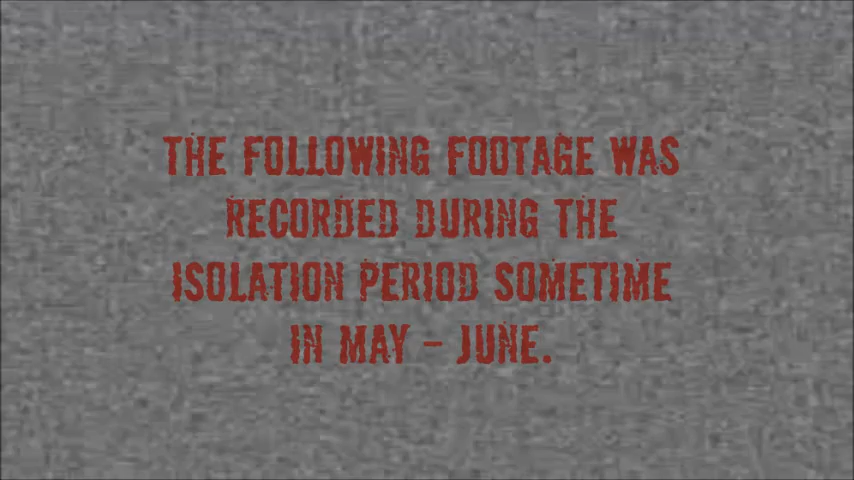 THE FOLLOWING FOOTAGE WAS
RECORDED DURING THE
ISOLATION PERIOD SOMETIME
IN MAY - JUNE.